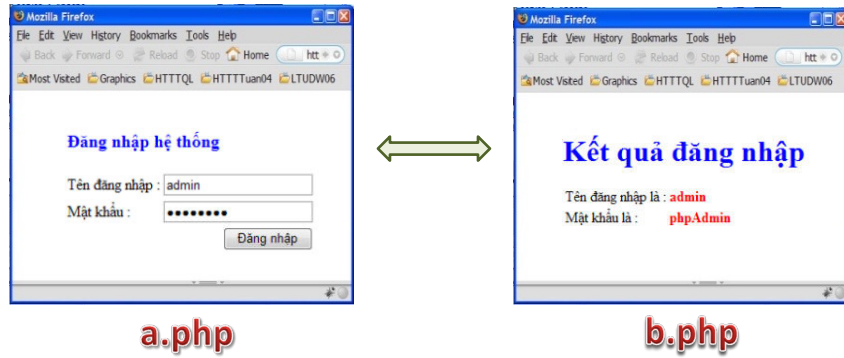 Mozilla Firefox
File Edit View History Bookmarks Tools Help
Back Forward Reload Stop Home htt
Most Visited Graphics HTTTQL HTTTTuan04 LTUDW06
Đăng nhập hệ thống
Tên đăng nhập : admin
Mật khẩu : ●●●●●●●●
Đăng nhập
a.php
Mozilla Firefox
File Edit View History Bookmarks Tools Help
Back Forward Reload Stop Home htt
Most Visited Graphics HTTTQL HTTTTuan04 LTUDW06
Kết quả đăng nhập
Tên đăng nhập là : admin
Mật khẩu là : phpAdmin
b.php